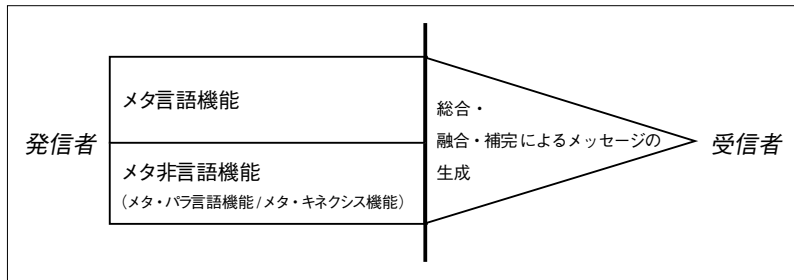 発信者
メタ言語機能
メタ非言語機能
（メタ・パラ言語機能/メタ・キネクシス機能）
総合・
融合・補完によるメッセージの
生成
受信者